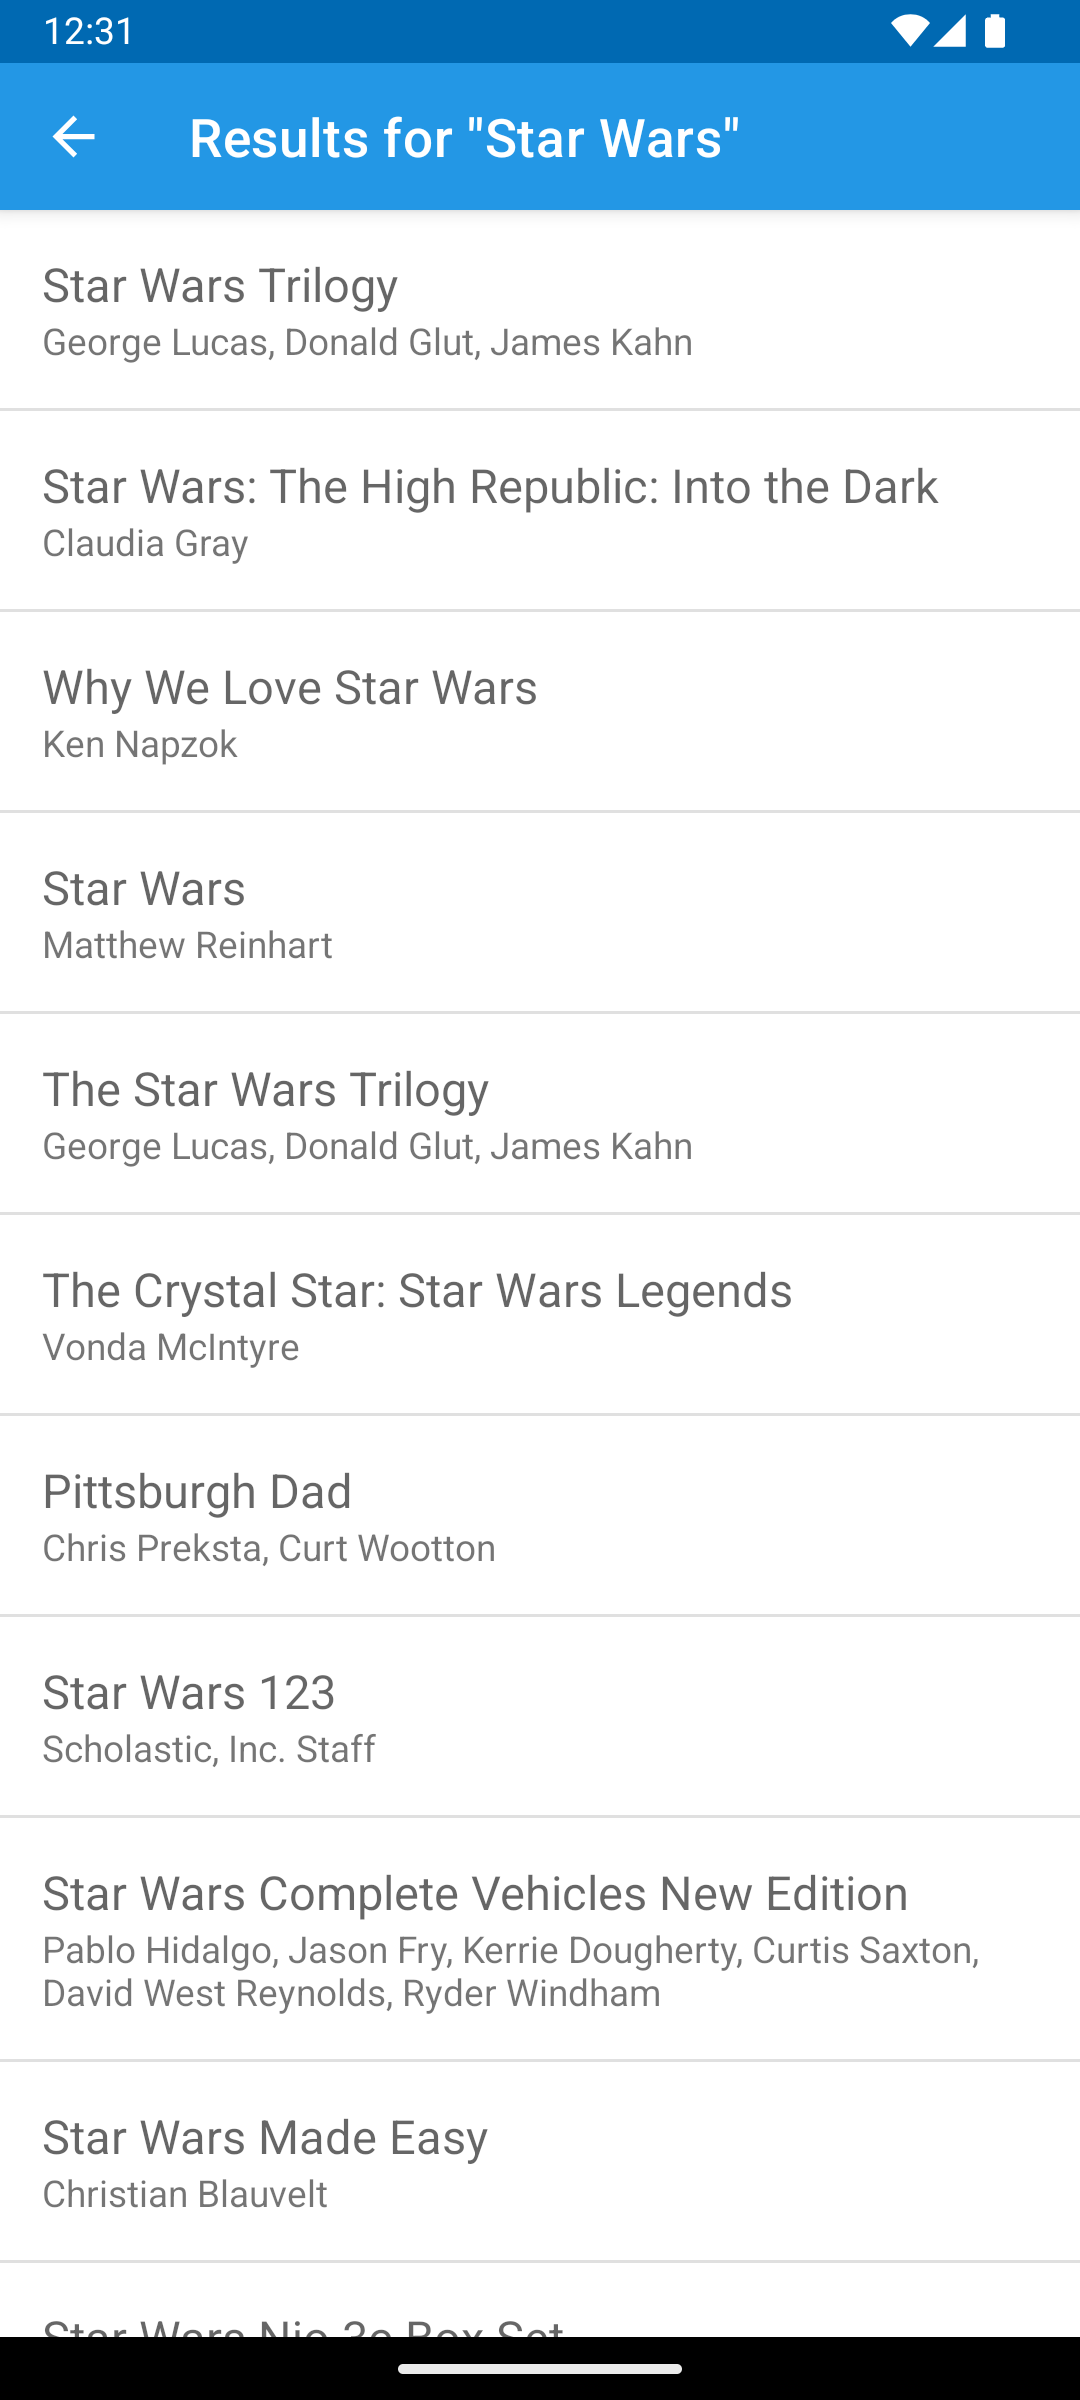 12:31
Results for "Star Wars"
Star Wars Trilogy
George Lucas, Donald Glut, James Kahn
Star Wars: The High Republic: Into the Dark
Claudia Gray
Why We Love Star Wars
Ken Napzok
Star Wars
Matthew Reinhart
The Star Wars Trilogy
George Lucas, Donald Glut, James Kahn
The Crystal Star: Star Wars Legends
Vonda McIntyre
Pittsburgh Dad
Chris Preksta, Curt Wootton
Star Wars 123
Scholastic, Inc. Staff
Star Wars Complete Vehicles New Edition
Pablo Hidalgo, Jason Fry, Kerrie Dougherty, Curtis Saxton,
David West Reynolds, Ryder Windham
Star Wars Made Easy
Christian Blauvelt
Star Wars Box Set